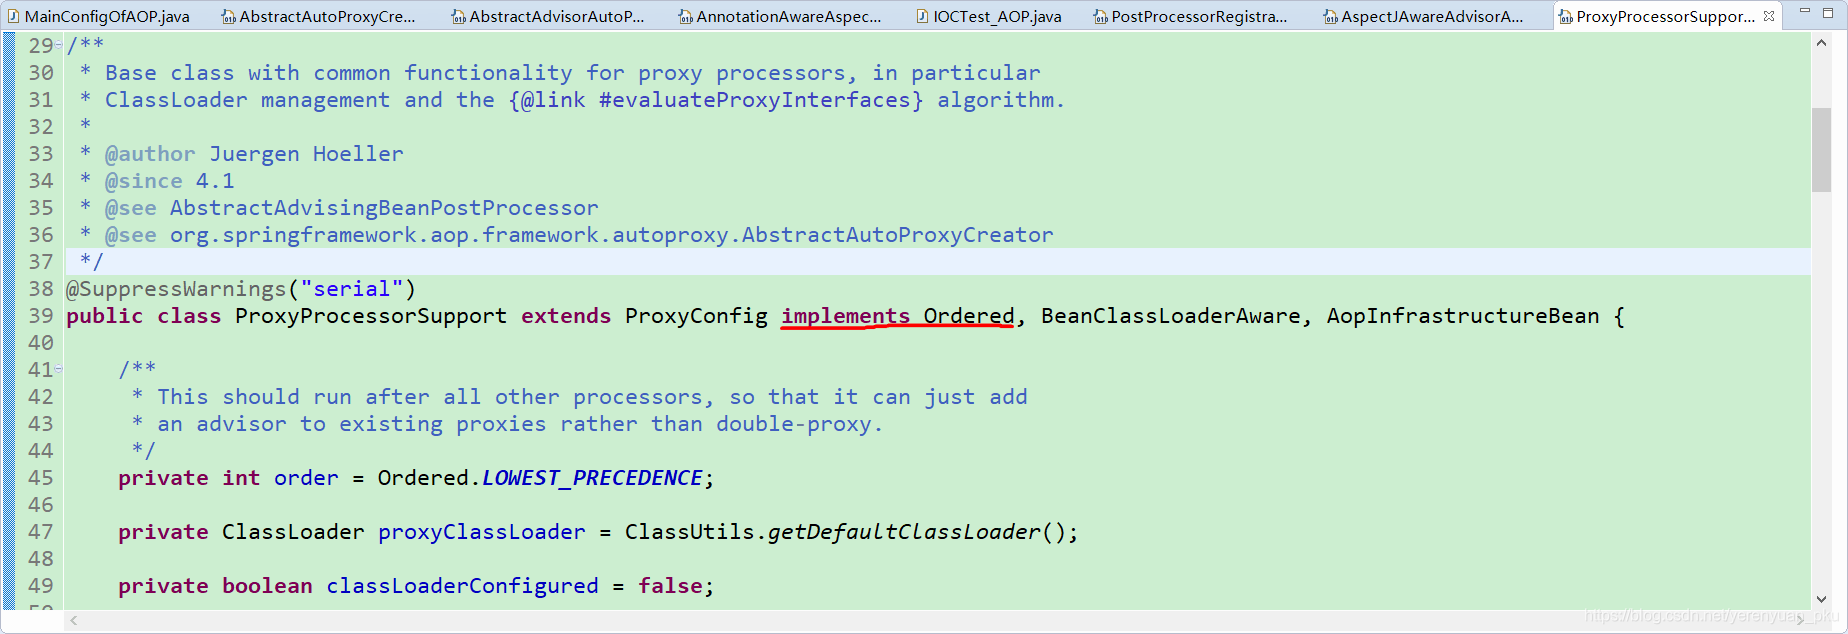 MainConfigOfAOP.java AbstractAutoProxyCre... AbstractAdvisorAutoP... AnnotationAwareAspec... IOCTest_AOP.java PostProcessorRegistra... AspectJAwareAdvisorA... ProxyProcessorSuppor...
29 /**
30 * Base class with common functionality for proxy processors, in particular
31 * ClassLoader management and the {@link #evaluateProxyInterfaces} algorithm.
32 *
33 * @author Juergen Hoeller
34 * @since 4.1
35 * @see AbstractAdvisingBeanPostProcessor
36 * @see org.springframework.aop.framework.autoproxy.AbstractAutoProxyCreator
37 */
38 @SuppressWarnings("serial")
39 public class ProxyProcessorSupport extends ProxyConfig implements Ordered, BeanClassLoaderAware, AopInfrastructureBean {
40
41 /**
42 * This should run after all other processors, so that it can just add
43 * an advisor to existing proxies rather than double-proxy.
44 */
45 private int order = Ordered.LOWEST_PRECEDENCE;
46
47 private ClassLoader proxyClassLoader = ClassUtils.getDefaultClassLoader();
48
49 private boolean classLoaderConfigured = false;
50
https://blog.csdn.net/yerenyuan_pku